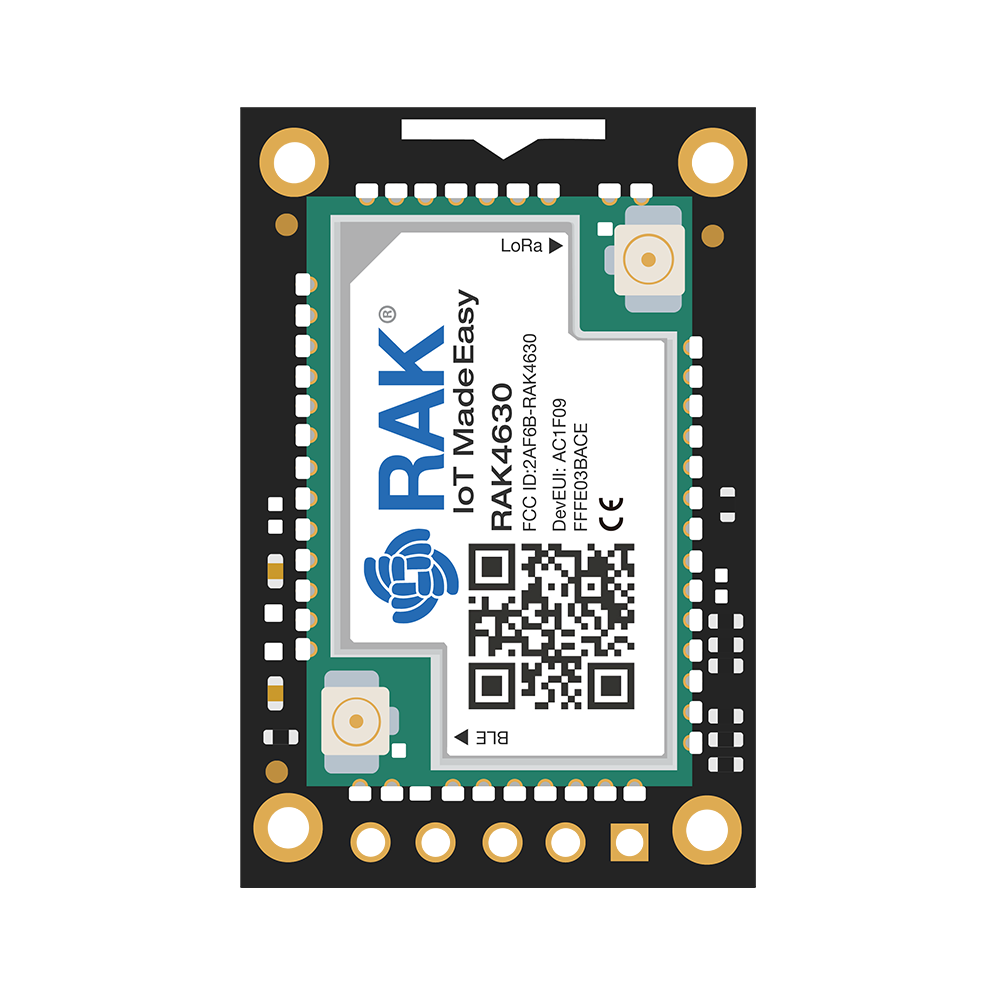 LoRa
RAK®
IoT Made Easy
RAK4630
FCC ID:2AF6B-RAK4630
DevEUI: AC1F09
FFFE03BACE
CE
BLE